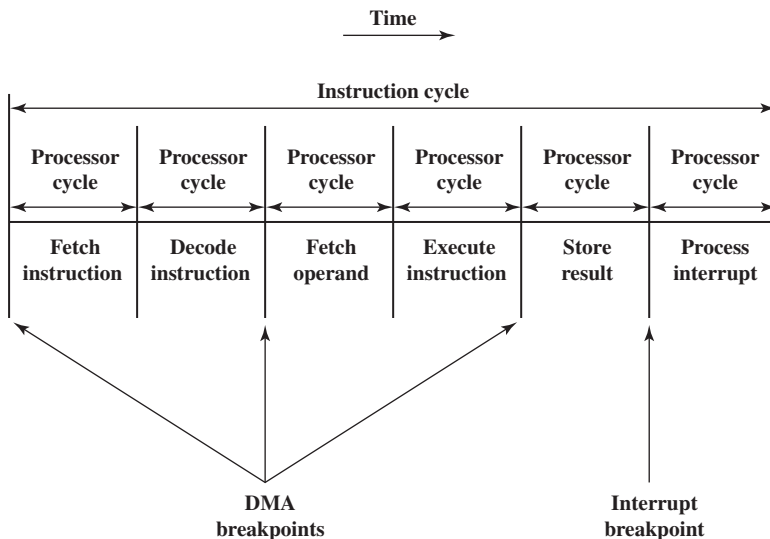 Time
Instruction cycle
Processor cycle
Processor cycle
Processor cycle
Processor cycle
Processor cycle
Processor cycle
Fetch instruction
Decode instruction
Fetch operand
Execute instruction
Store result
Process interrupt
DMA breakpoints
Interrupt breakpoint